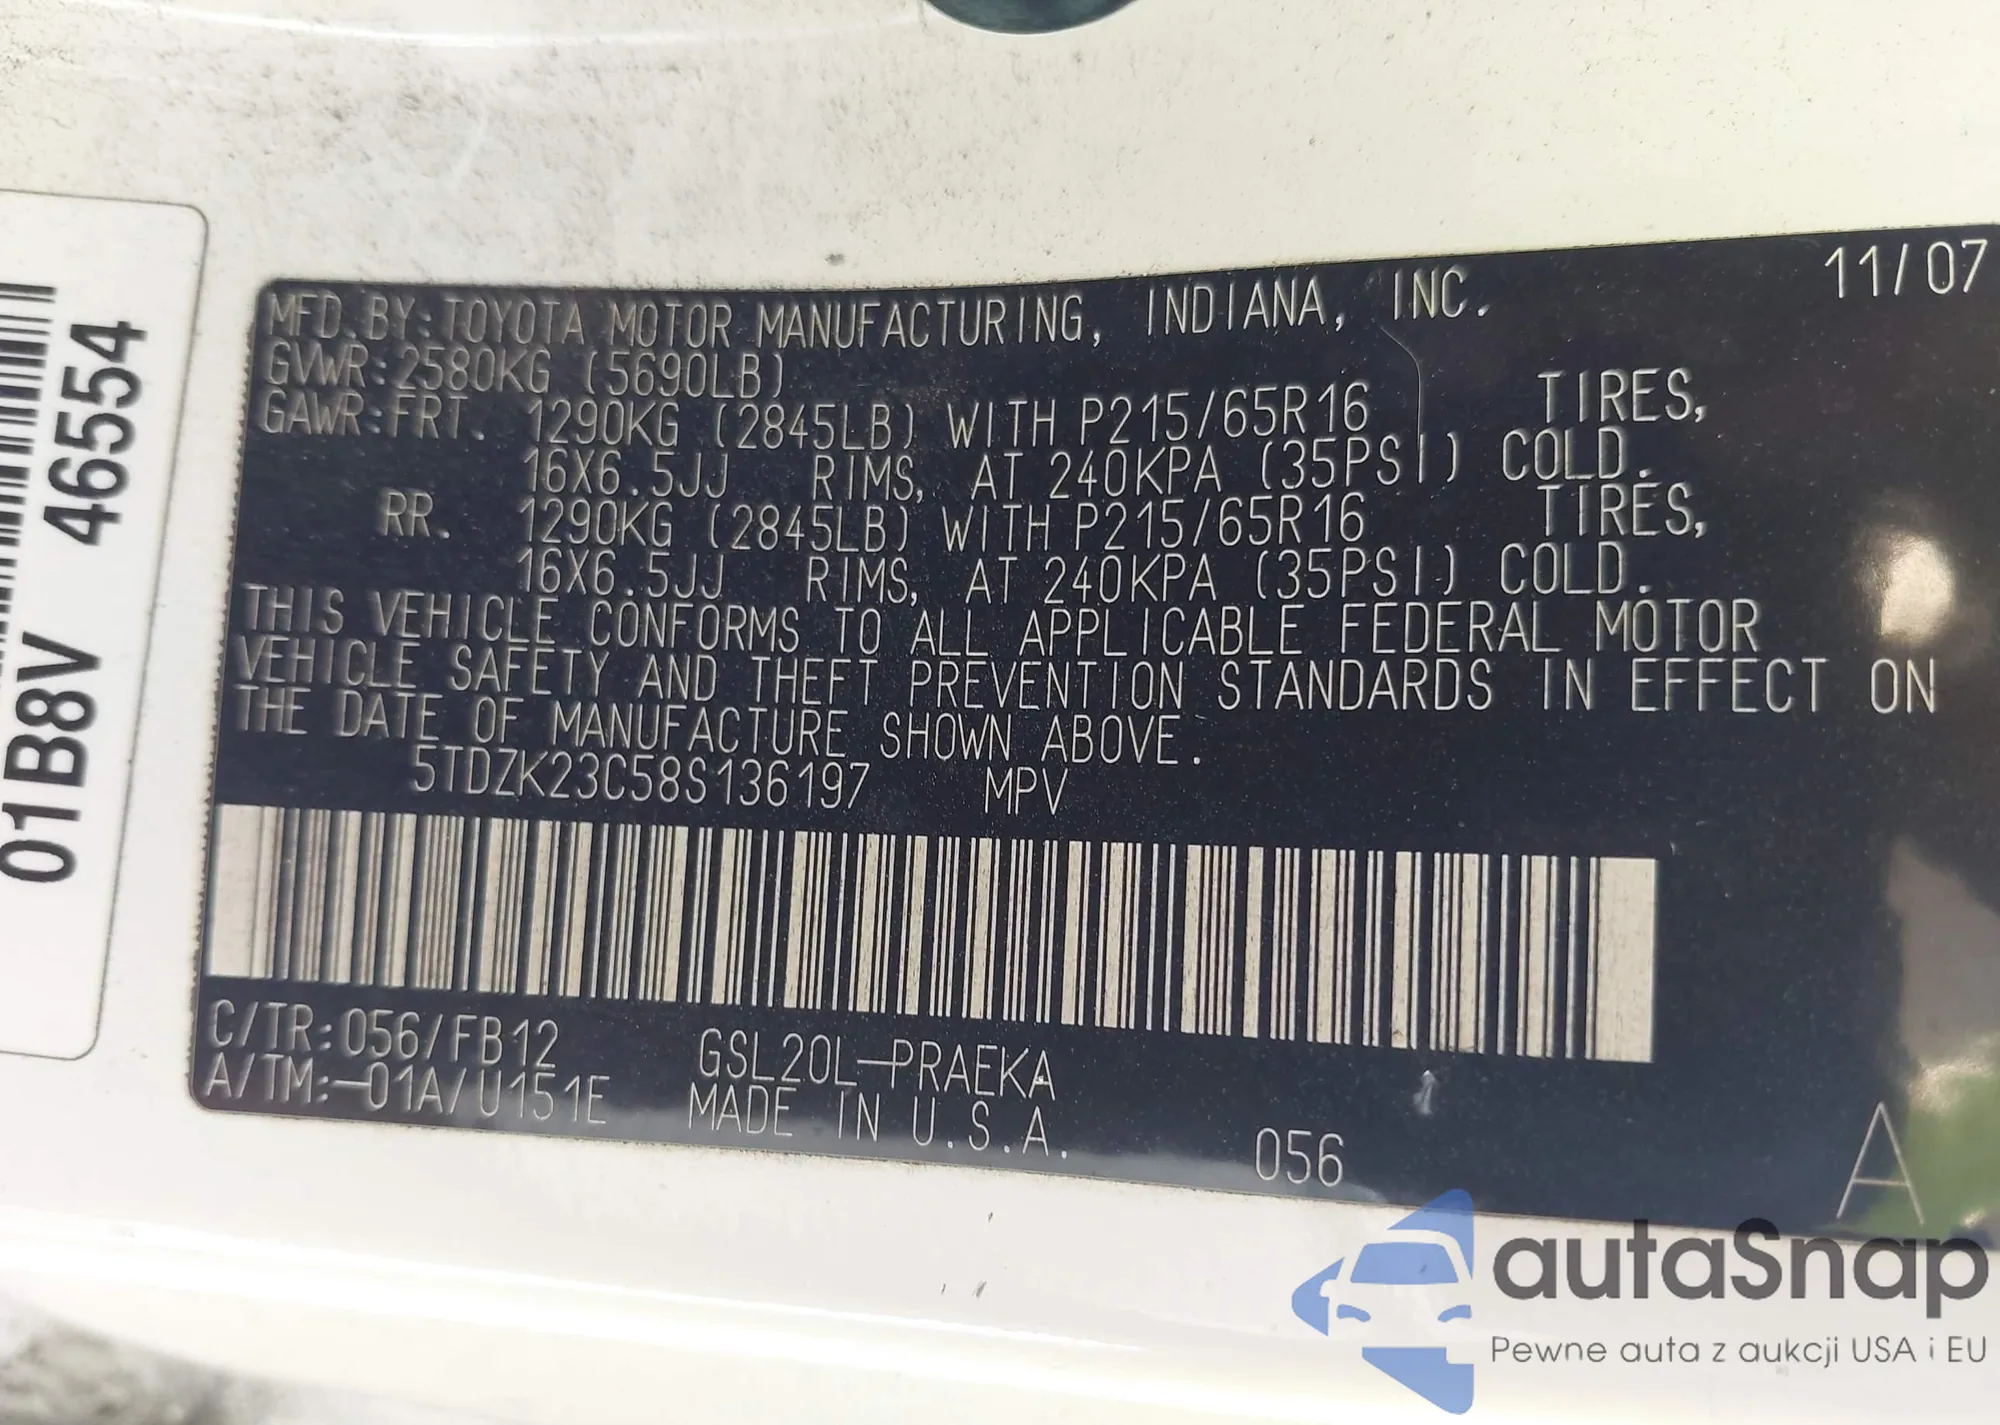 11/07
MFD. BY: TOYOTA MOTOR MANUFACTURING, INDIANA, INC.
GVWR: 2580KG (5690LB)
GAWR: FRT. 1290KG (2845LB) WITH P215/65R16 TIRES,
16X6.5JJ RIMS, AT 240KPA (35PSI) COLD.
RR. 1290KG (2845LB) WITH P215/65R16 TIRES,
16X6.5JJ RIMS, AT 240KPA (35PSI) COLD.
THIS VEHICLE CONFORMS TO ALL APPLICABLE FEDERAL MOTOR
VEHICLE SAFETY AND THEFT PREVENTION STANDARDS IN EFFECT ON
THE DATE OF MANUFACTURE SHOWN ABOVE.
5TDZK23C58S136197 MPV
C/TR: 056/FB12 GSL20L-PRAEKA
A/TM:-01A/U151E MADE IN U.S.A.
056
A
01B8V 46554
autaSnap
Pewne auta z aukcji USA i EU